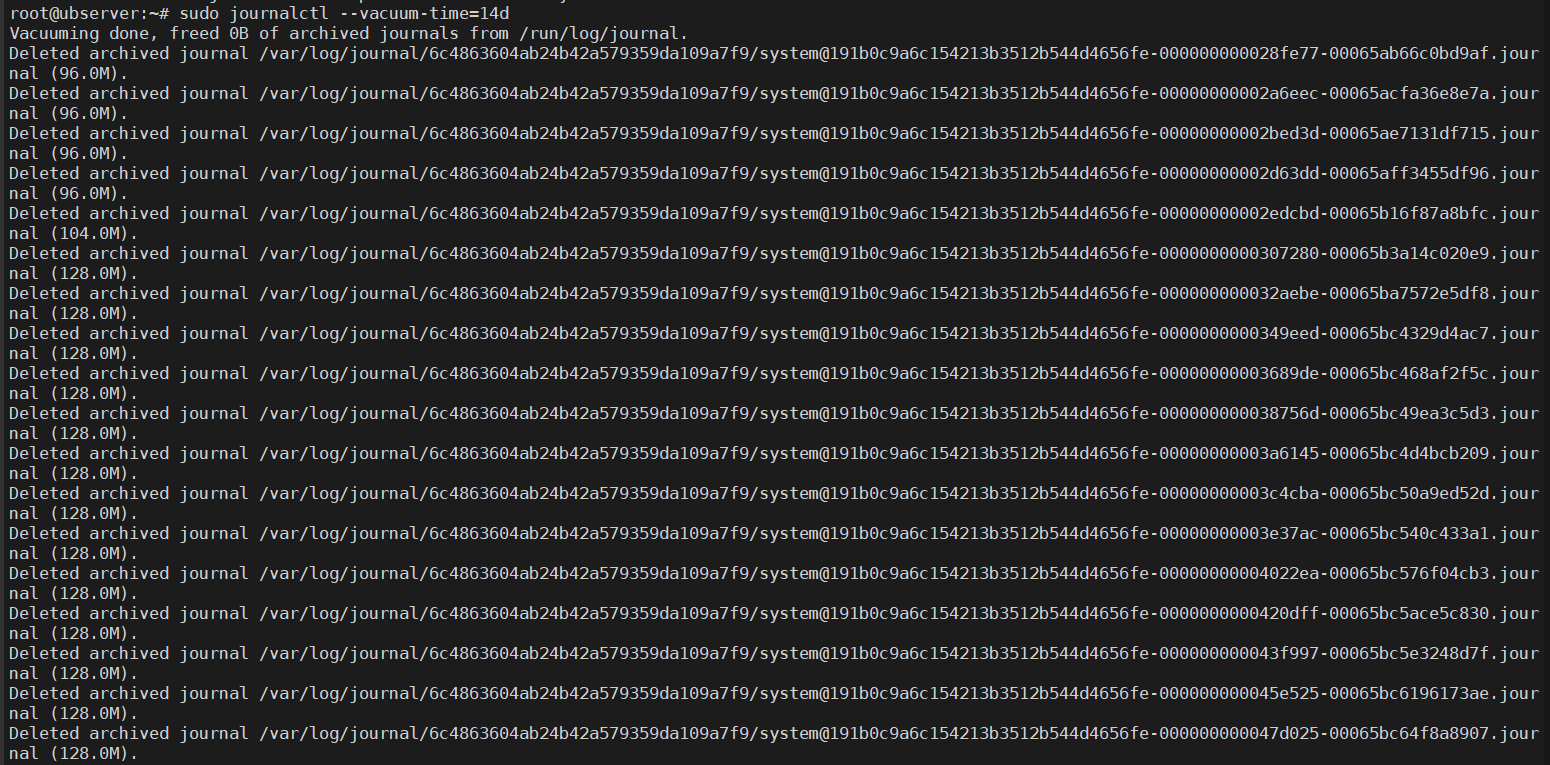 root@ubserver:~# sudo journalctl --vacuum-time=14d
Vacuuming done, freed 0B of archived journals from /run/log/journal.
Deleted archived journal /var/log/journal/6c4863604ab24b42a579359da109a7f9/system@191b0c9a6c154213b3512b544d4656fe-000000000028fe77-00065ab66c0bd9af.jour
nal (96.0M).
Deleted archived journal /var/log/journal/6c4863604ab24b42a579359da109a7f9/system@191b0c9a6c154213b3512b544d4656fe-00000000002a6eec-00065acfa36e8e7a.jour
nal (96.0M).
Deleted archived journal /var/log/journal/6c4863604ab24b42a579359da109a7f9/system@191b0c9a6c154213b3512b544d4656fe-00000000002bed3d-00065ae7131df715.jour
nal (96.0M).
Deleted archived journal /var/log/journal/6c4863604ab24b42a579359da109a7f9/system@191b0c9a6c154213b3512b544d4656fe-00000000002d63dd-00065aff3455df96.jour
nal (96.0M).
Deleted archived journal /var/log/journal/6c4863604ab24b42a579359da109a7f9/system@191b0c9a6c154213b3512b544d4656fe-00000000002edcbd-00065b16f87a8bfc.jour
nal (104.0M).
Deleted archived journal /var/log/journal/6c4863604ab24b42a579359da109a7f9/system@191b0c9a6c154213b3512b544d4656fe-0000000000307280-00065b3a14c020e9.jour
nal (128.0M).
Deleted archived journal /var/log/journal/6c4863604ab24b42a579359da109a7f9/system@191b0c9a6c154213b3512b544d4656fe-000000000032aebe-00065ba7572e5df8.jour
nal (128.0M).
Deleted archived journal /var/log/journal/6c4863604ab24b42a579359da109a7f9/system@191b0c9a6c154213b3512b544d4656fe-0000000000349eed-00065bc4329d4ac7.jour
nal (128.0M).
Deleted archived journal /var/log/journal/6c4863604ab24b42a579359da109a7f9/system@191b0c9a6c154213b3512b544d4656fe-00000000003689de-00065bc468af2f5c.jour
nal (128.0M).
Deleted archived journal /var/log/journal/6c4863604ab24b42a579359da109a7f9/system@191b0c9a6c154213b3512b544d4656fe-000000000038756d-00065bc49ea3c5d3.jour
nal (128.0M).
Deleted archived journal /var/log/journal/6c4863604ab24b42a579359da109a7f9/system@191b0c9a6c154213b3512b544d4656fe-00000000003a6145-00065bc4d4bcb209.jour
nal (128.0M).
Deleted archived journal /var/log/journal/6c4863604ab24b42a579359da109a7f9/system@191b0c9a6c154213b3512b544d4656fe-00000000003c4cba-00065bc50a9ed52d.jour
nal (128.0M).
Deleted archived journal /var/log/journal/6c4863604ab24b42a579359da109a7f9/system@191b0c9a6c154213b3512b544d4656fe-00000000003e37ac-00065bc540c433a1.jour
nal (128.0M).
Deleted archived journal /var/log/journal/6c4863604ab24b42a579359da109a7f9/system@191b0c9a6c154213b3512b544d4656fe-00000000004022ea-00065bc576f04cb3.jour
nal (128.0M).
Deleted archived journal /var/log/journal/6c4863604ab24b42a579359da109a7f9/system@191b0c9a6c154213b3512b544d4656fe-0000000000420dff-00065bc5ace5c830.jour
nal (128.0M).
Deleted archived journal /var/log/journal/6c4863604ab24b42a579359da109a7f9/system@191b0c9a6c154213b3512b544d4656fe-000000000043f997-00065bc5e3248d7f.jour
nal (128.0M).
Deleted archived journal /var/log/journal/6c4863604ab24b42a579359da109a7f9/system@191b0c9a6c154213b3512b544d4656fe-000000000045e525-00065bc6196173ae.jour
nal (128.0M).
Deleted archived journal /var/log/journal/6c4863604ab24b42a579359da109a7f9/system@191b0c9a6c154213b3512b544d4656fe-000000000047d025-00065bc64f8a8907.jour
nal (128.0M).